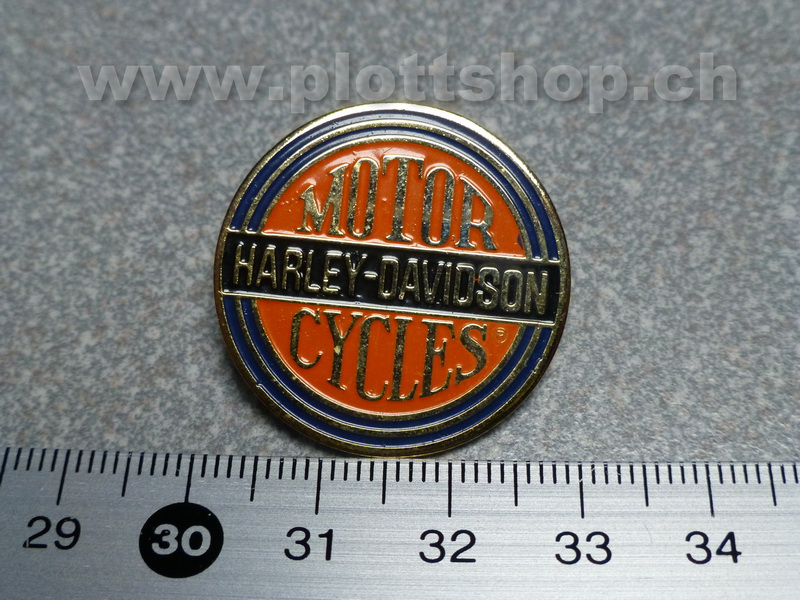 www.plottshop.ch
MOTOR
HARLEY-DAVIDSON
CYCLES®
29 30 31 32 33 34